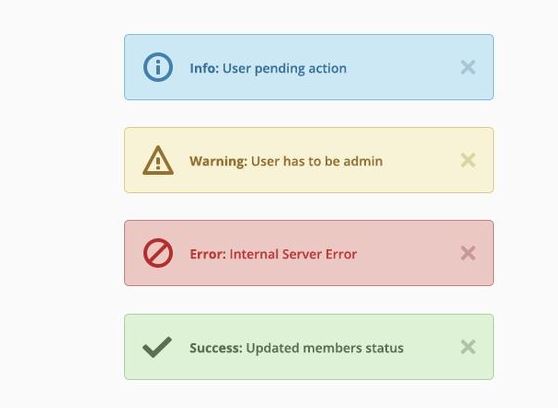 Info: User pending action
Warning: User has to be admin
Error: Internal Server Error
Success: Updated members status